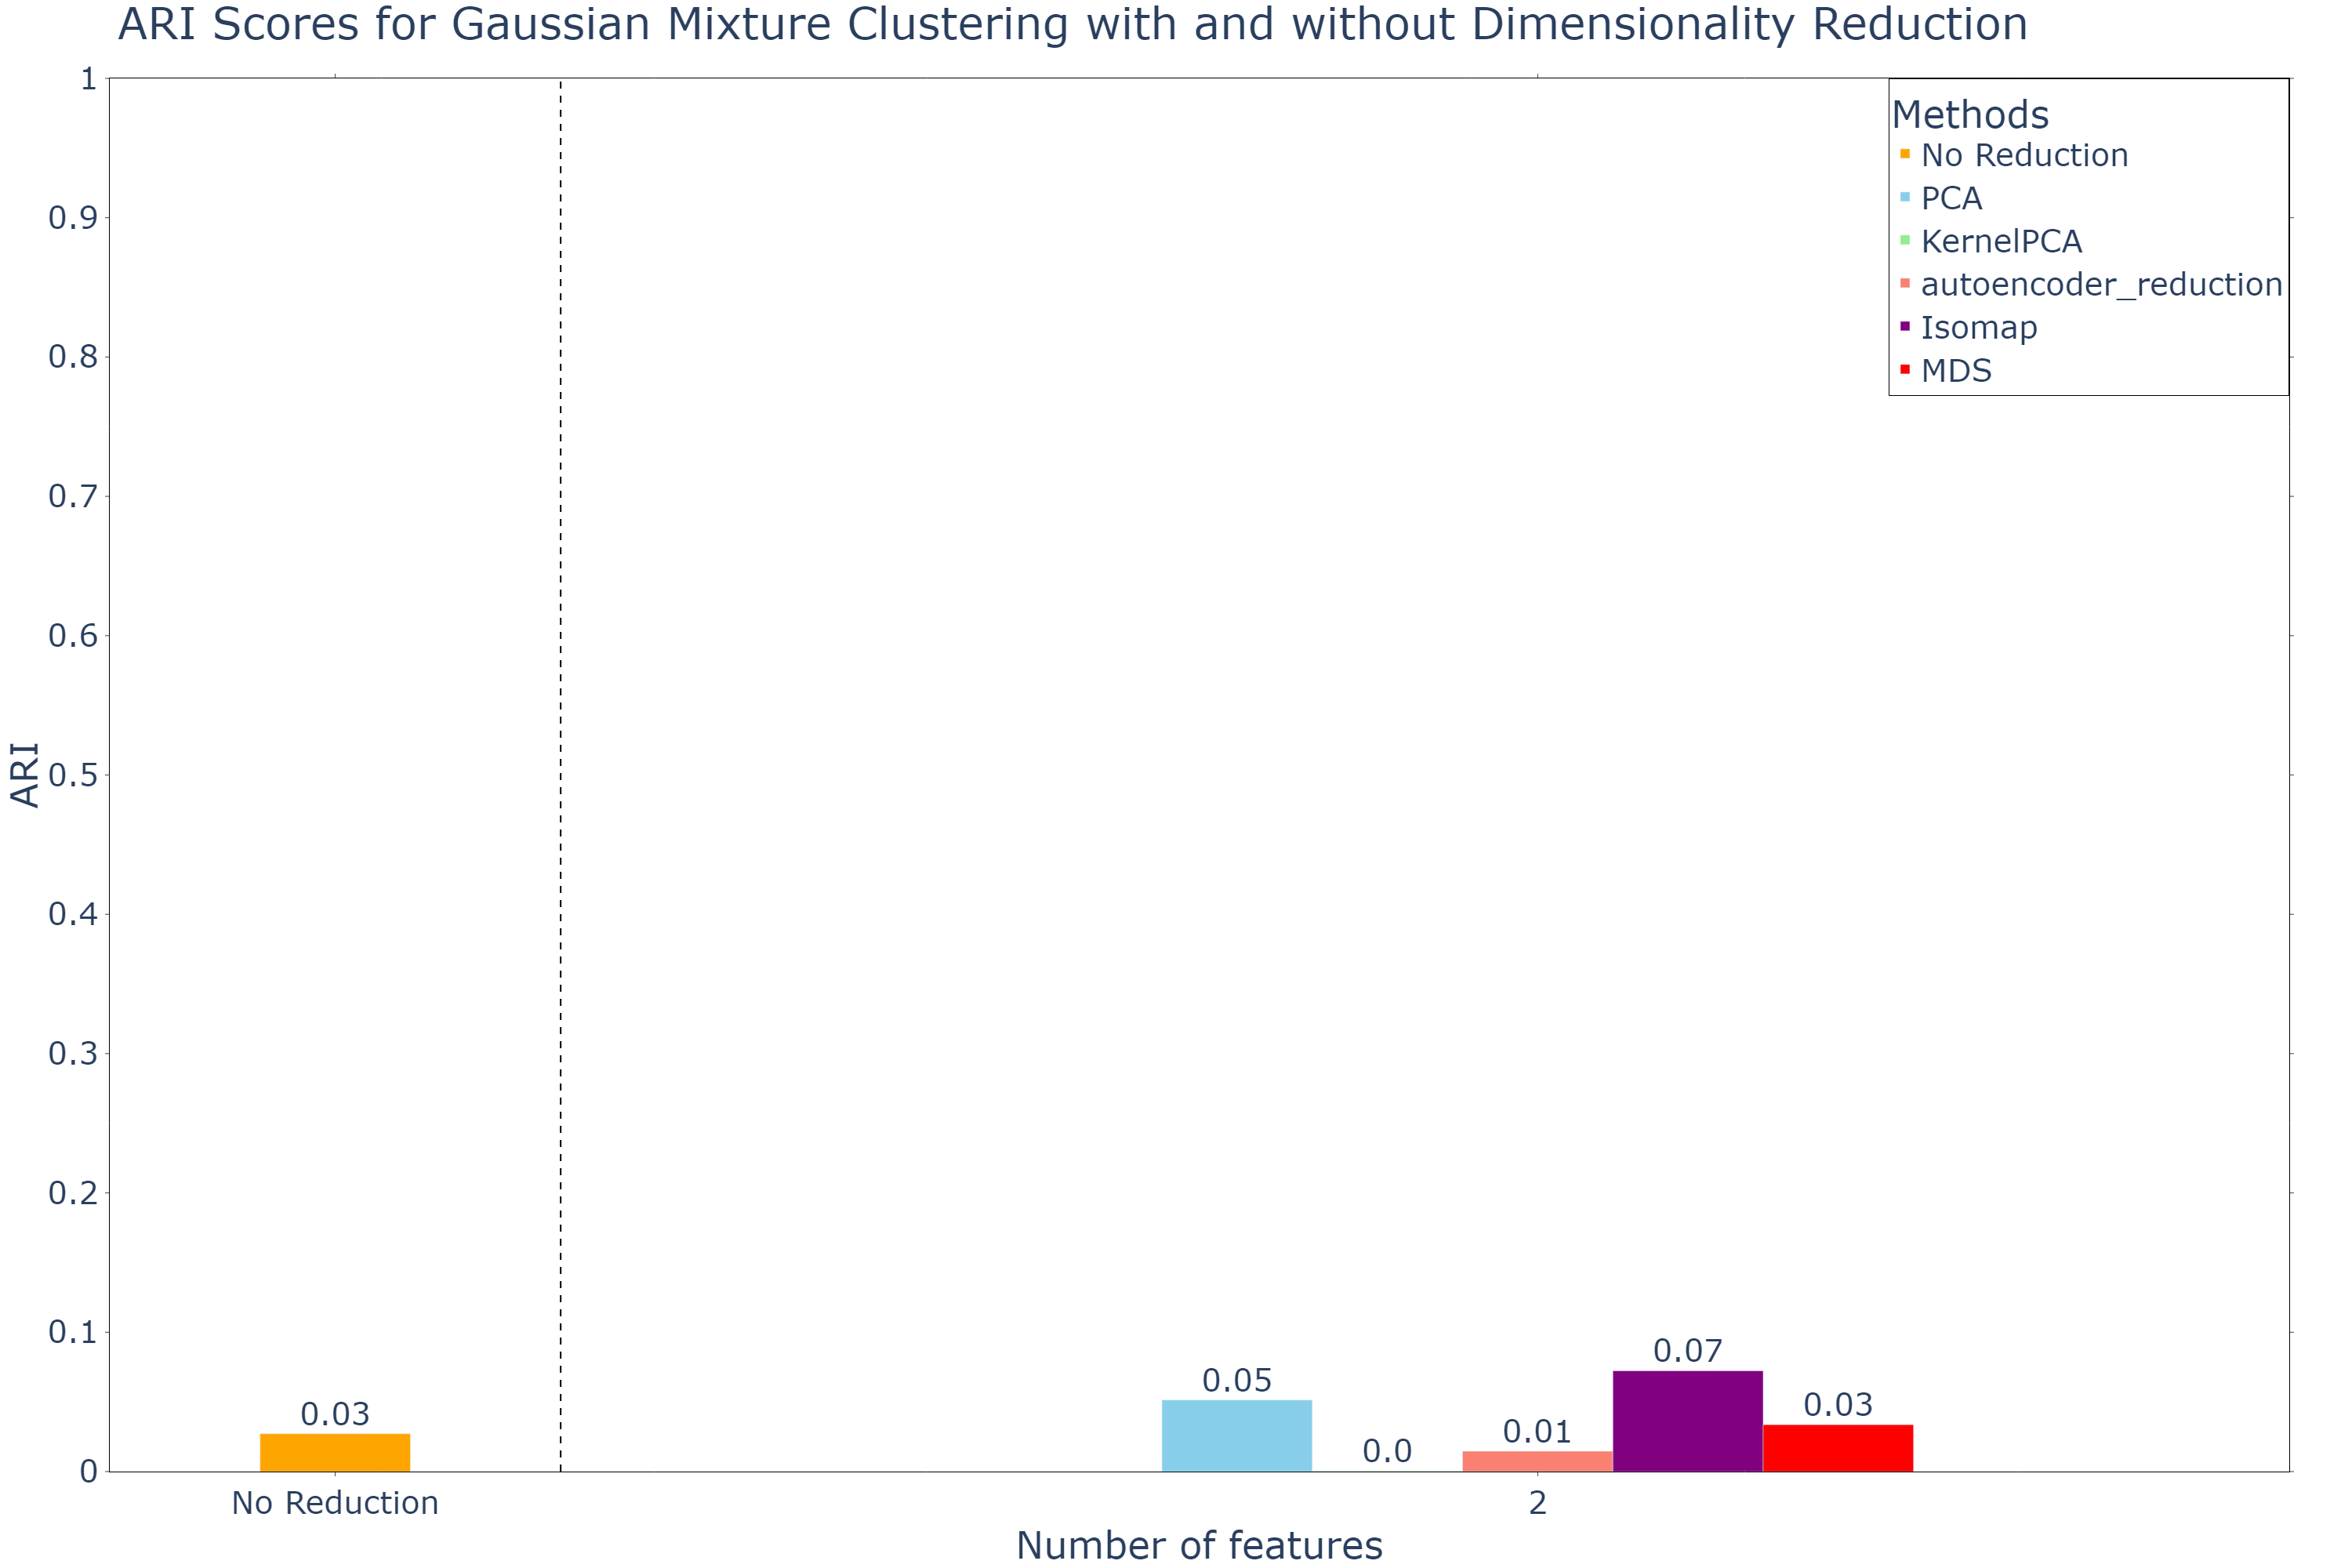 ARI Scores for Gaussian Mixture Clustering with and without Dimensionality Reduction
1
0.9
0.8
0.7
0.6
0.5
0.4
0.3
0.2
0.1
0
ARI
Methods
No Reduction
PCA
KernelPCA
autoencoder_reduction
Isomap
MDS
0.03
0.05
0.0
0.01
0.07
0.03
No Reduction
2
Number of features